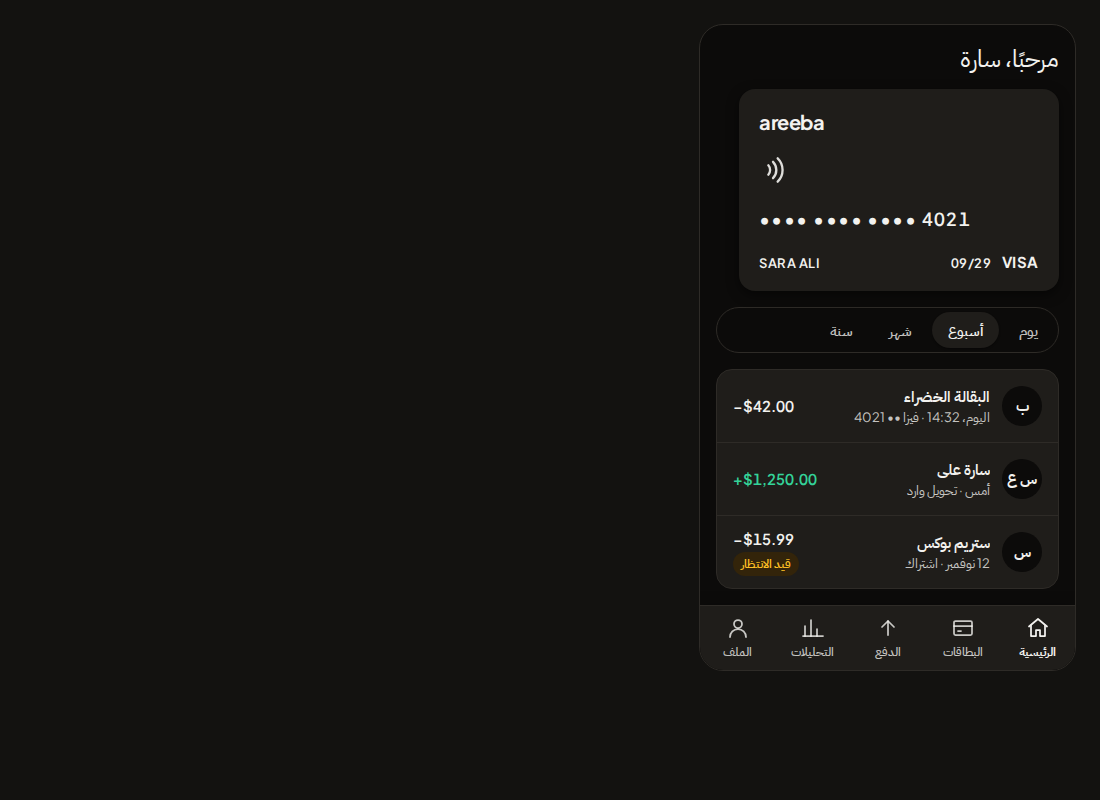 مرحبًا، سارة
areeba
•••• •••• •••• 4021
SARA ALI 09/29 VISA
يوم أسبوع شهر سنة
ب البقالة الخضراء −$42.00
اليوم، 14:32 · فيزا •• 4021
س ع سارة على +$1,250.00
أمس · تحويل وارد
س ستريم بوكس −$15.99
12 نوفمبر · اشتراك قيد الانتظار
الرئيسية البطاقات الدفع التحليلات الملف